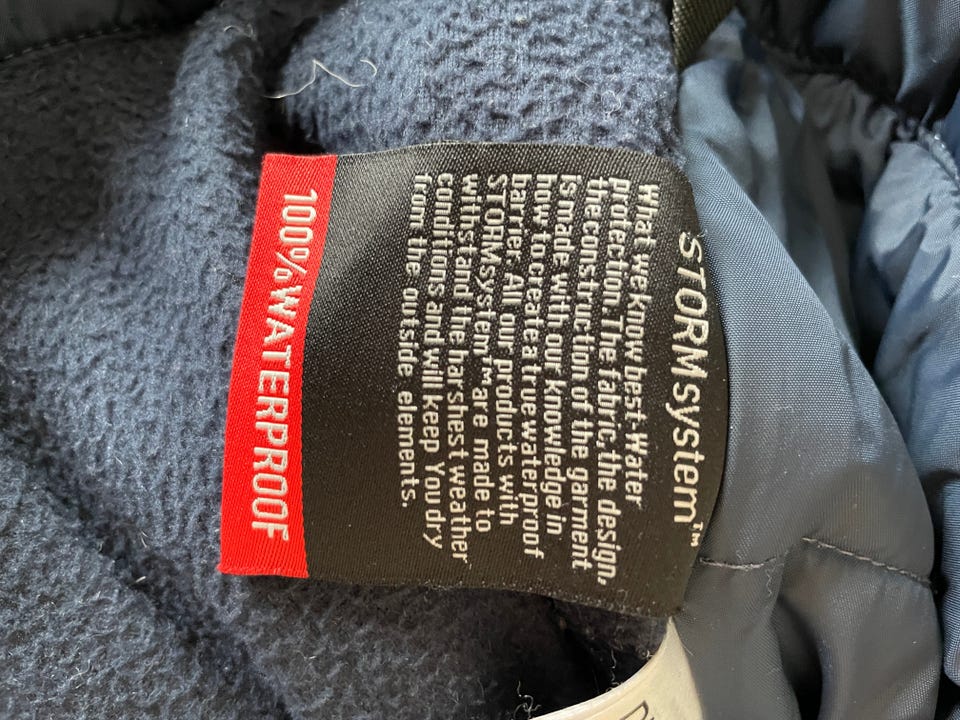 STORMsystem™
What we know best. Water
protection. The fabric, the design.
the construction of the garment
is made with our knowledge in
how to create a true waterproof
barrier. All our products with
STORMsystem™ are made to
withstand the harshest weather
conditions and will keep you dry
from the outside elements.
100% WATERPROOF